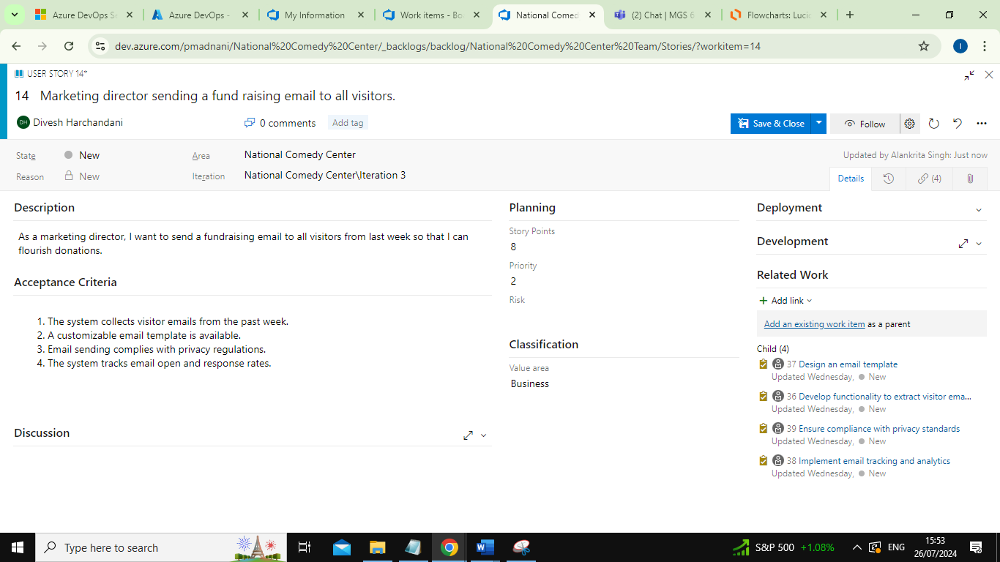 Azure DevOps Se
Azure DevOps -
My Information
Work items - Bo
National Comed
(2) Chat | MGS 6
Flowcharts: Lucid
dev.azure.com/pmadnani/National%20Comedy%20Center/_backlogs/backlog/National%20Comedy%20Center%20Team/Stories/?workitem=14
I
USER STORY 14*
14 Marketing director sending a fund raising email to all visitors.
DH Divesh Harchandani
0 comments
Add tag
Save & Close
Follow
State
New
Area
National Comedy Center
Updated by Alankrita Singh: Just now
Reason
New
Iteration
National Comedy Center\Iteration 3
Details
(4)
Description
As a marketing director, I want to send a fundraising email to all visitors from last week so that I can
flourish donations.
Acceptance Criteria
1. The system collects visitor emails from the past week.
2. A customizable email template is available.
3. Email sending complies with privacy regulations.
4. The system tracks email open and response rates.
Discussion
Planning
Story Points
8
Priority
2
Risk
Classification
Value area
Business
Deployment
Development
Related Work
Add link
Add an existing work item as a parent
Child (4)
37 Design an email template
Updated Wednesday, New
36 Develop functionality to extract visitor ema...
Updated Wednesday, New
39 Ensure compliance with privacy standards
Updated Wednesday, New
38 Implement email tracking and analytics
Updated Wednesday, New
Type here to search
S&P 500 +1.08%
ENG
15:53
26/07/2024